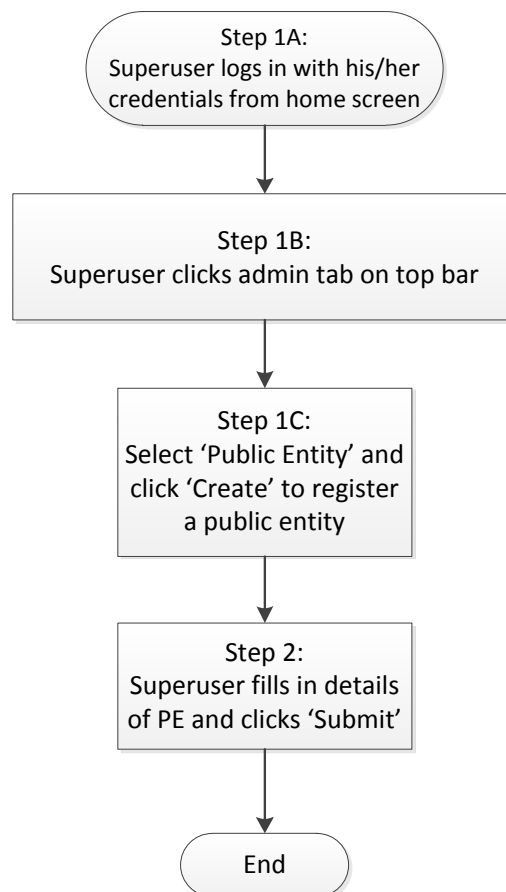 Step 1A:
Superuser logs in with his/her
credentials from home screen
Step 1B:
Superuser clicks admin tab on top bar
Step 1C:
Select ‘Public Entity’ and
click ‘Create’ to register
a public entity
Step 2:
Superuser fills in details
of PE and clicks ‘Submit’
End